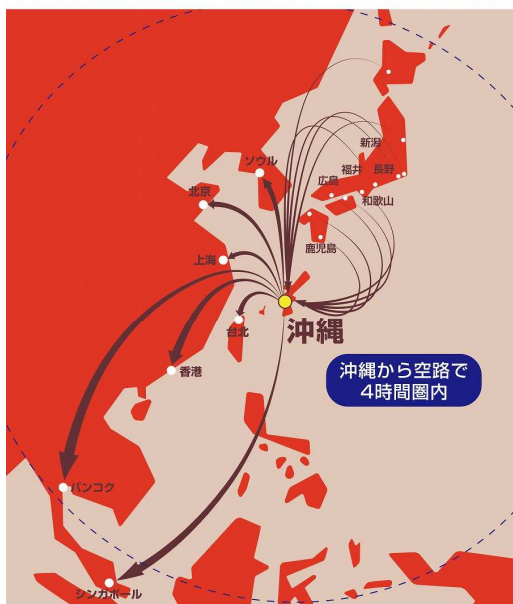 新潟
ソウル
福井
長野
広島
北京
和歌山
鹿児島
上海
台北
沖縄
沖縄から空路で
4時間圏内
香港
バンコク
シンガポール